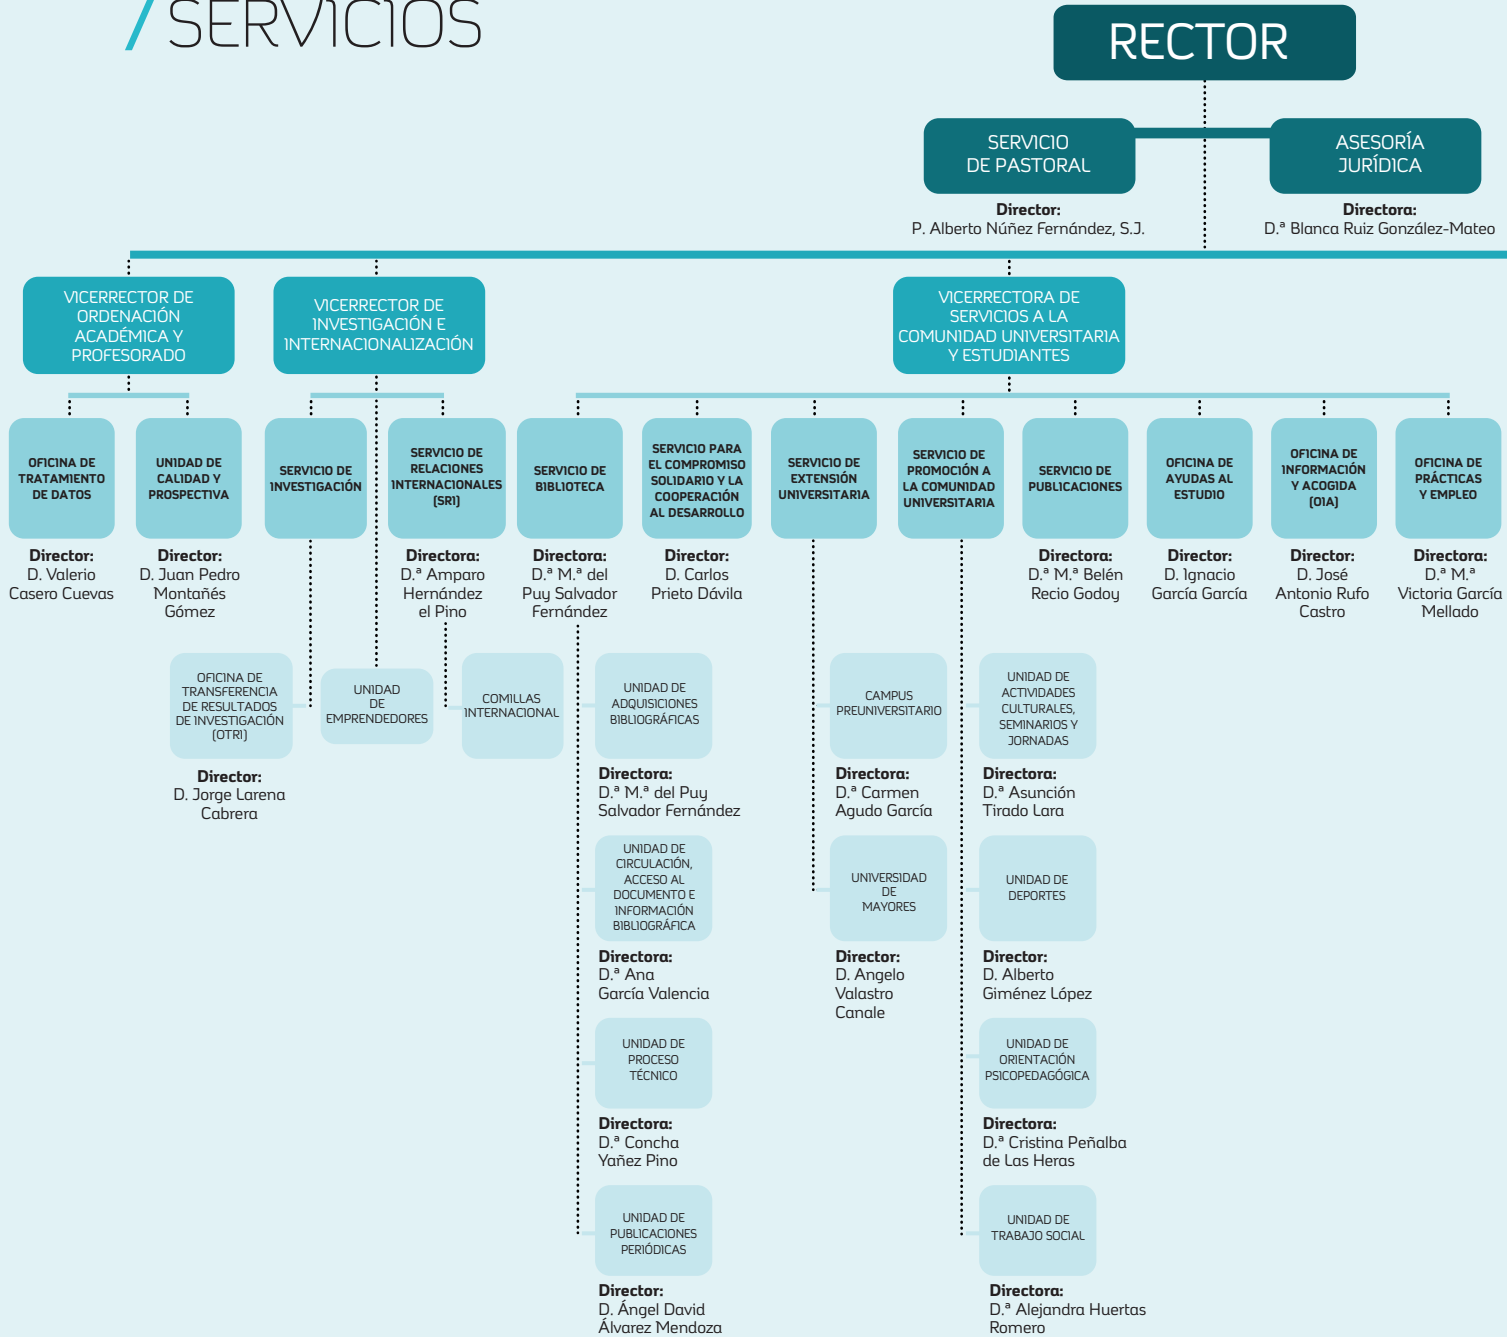 / SERVICIOS
RECTOR
SERVICIO
DE PASTORAL
Director:
P. Alberto Núñez Fernández, S.J.
ASESORÍA
JURÍDICA
Directora:
D.ª Blanca Ruiz González-Mateo
VICERRECTOR DE
ORDENACIÓN
ACADÉMICA Y
PROFESORADO
VICERRECTOR DE
INVESTIGACIÓN E
INTERNACIONALIZACIÓN
VICERRECTORA DE
SERVICIOS A LA
COMUNIDAD UNIVERSITARIA
Y ESTUDIANTES
OFICINA DE
TRATAMIENTO
DE DATOS
Director:
D. Valerio
Casero Cuevas
UNIDAD DE
CALIDAD Y
PROSPECTIVA
Director:
D. Juan Pedro
Montañés
Gómez
SERVICIO DE
INVESTIGACIÓN
SERVICIO DE
RELACIONES
INTERNACIONALES
(SRI)
Directora:
D.ª Amparo
Hernández
el Pino
SERVICIO DE
BIBLIOTECA
Directora:
D.ª M.ª del
Puy Salvador
Fernández
SERVICIO PARA
EL COMPROMISO
SOLIDARIO Y LA
COOPERACIÓN
AL DESARROLLO
Director:
D. Carlos
Prieto Dávila
SERVICIO DE
EXTENSIÓN
UNIVERSITARIA
SERVICIO DE
PROMOCIÓN A
LA COMUNIDAD
UNIVERSITARIA
SERVICIO DE
PUBLICACIONES
Directora:
D.ª M.ª Belén
Recio Godoy
OFICINA DE
AYUDAS AL
ESTUDIO
Director:
D. Ignacio
García García
OFICINA DE
INFORMACIÓN
Y ACOGIDA
(OIA)
Director:
D. José
Antonio Rufo
Castro
OFICINA DE
PRÁCTICAS
Y EMPLEO
Directora:
D.ª M.ª
Victoria García
Mellado
OFICINA DE
TRANSFERENCIA
DE RESULTADOS
DE INVESTIGACIÓN
(OTRI)
Director:
D. Jorge Larena
Cabrera
UNIDAD
DE
EMPRENDEDORES
COMILLAS
INTERNACIONAL
UNIDAD DE
ADQUISICIONES
BIBLIOGRÁFICAS
Directora:
D.ª M.ª del Puy
Salvador Fernández
UNIDAD DE
CIRCULACIÓN,
ACCESO AL
DOCUMENTO E
INFORMACIÓN
BIBLIOGRÁFICA
Directora:
D.ª Ana
García Valencia
UNIDAD DE
PROCESO
TÉCNICO
Directora:
D.ª Concha
Yañez Pino
UNIDAD DE
PUBLICACIONES
PERIÓDICAS
Director:
D. Ángel David
Álvarez Mendoza
CAMPUS
PREUNIVERSITARIO
Directora:
D.ª Carmen
Agudo García
UNIVERSIDAD
DE
MAYORES
Director:
D. Angelo
Valastro
Canale
UNIDAD DE
ACTIVIDADES
CULTURALES,
SEMINARIOS Y
JORNADAS
Directora:
D.ª Asunción
Tirado Lara
UNIDAD DE
DEPORTES
Director:
D. Alberto
Giménez López
UNIDAD DE
ORIENTACIÓN
PSICOPEDAGÓGICA
Directora:
D.ª Cristina Peñalba
de Las Heras
UNIDAD DE
TRABAJO SOCIAL
Directora:
D.ª Alejandra Huertas
Romero